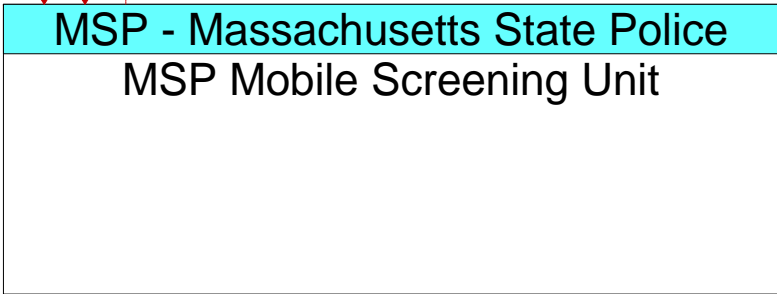 MSP - Massachusetts State Police
MSP Mobile Screening Unit